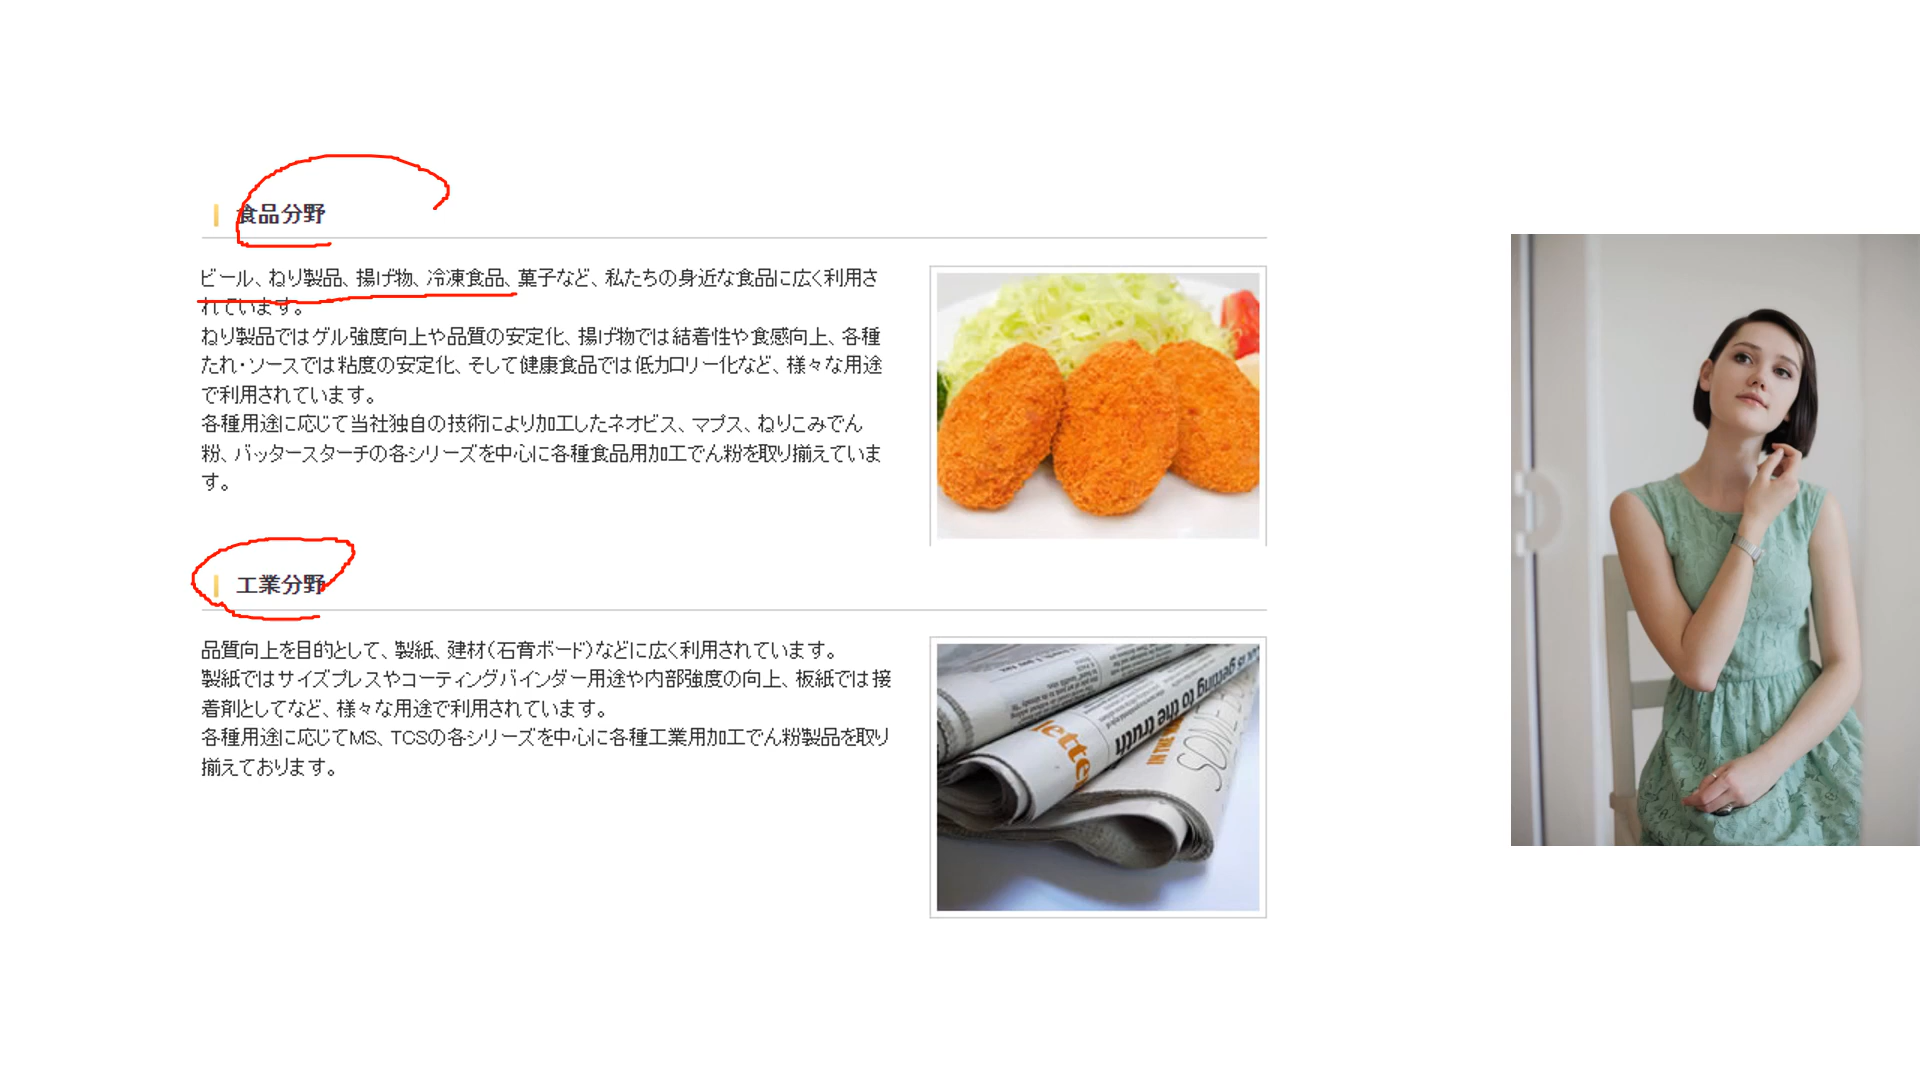 食品分野
ビール、ねり製品、揚げ物、冷凍食品、菓子など、私たちの身近な食品に広く利用さ
れています。
ねり製品ではゲル強度向上や品質の安定化、揚げ物では結着性や食感向上、各種
たれ・ソースでは粘度の安定化、そして健康食品では低カロリー化など、様々な用途
で利用されています。
各種用途に応じて当社独自の技術により加工したネオビス、マプス、ねりこみでん
粉、バッタースターチの各シリーズを中心に各種食品用加工でん粉を取り揃えていま
す。
工業分野
品質向上を目的として、製紙、建材(石膏ボード)などに広く利用されています。
製紙ではサイズプレスやコーティングバインダー用途や内部強度の向上、板紙では接
着剤としてなど、様々な用途で利用されています。
各種用途に応じてMS、TCSの各シリーズを中心に各種工業用加工でん粉製品を取り
揃えております。
getting to the truth
IN THE
SOME
lette